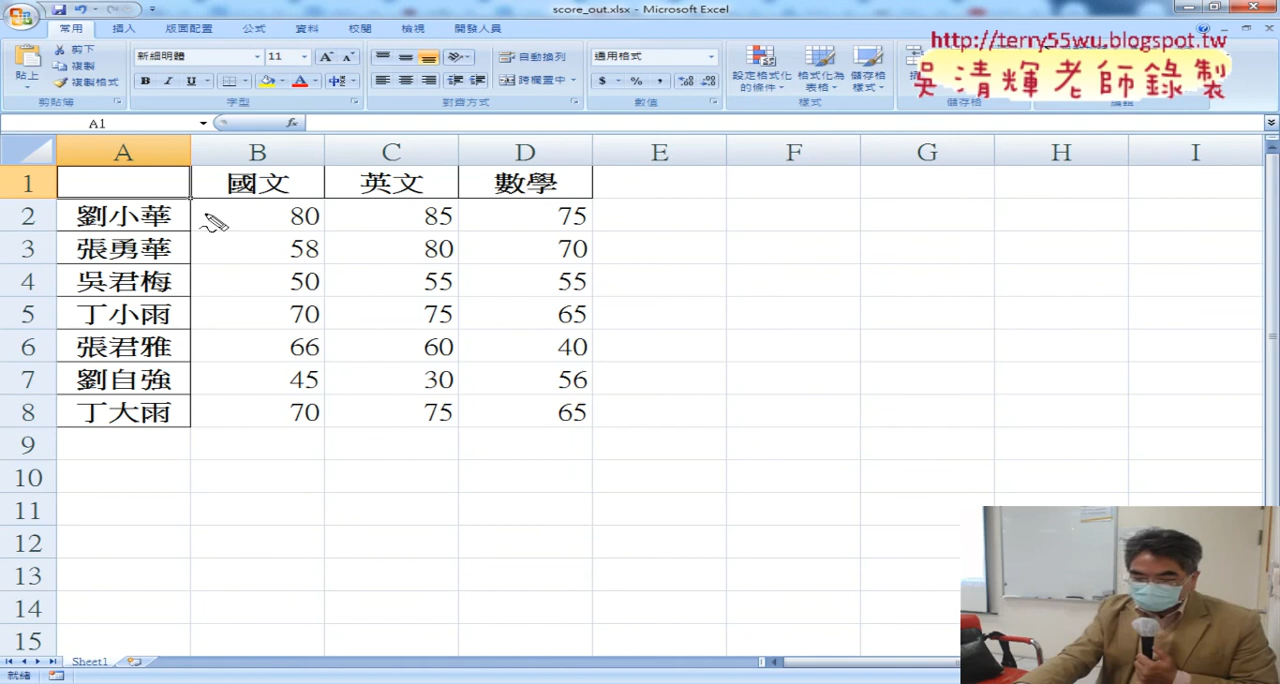 score_out.xlsx - Microsoft Excel
常用 插入 版面配置 公式 資料 校閱 檢視 開發人員
http://terry55wu.blogspot.tw
吳清輝老師錄製
貼上 剪下 複製 複製格式
新細明體 11
B I U
自動換列
跨欄置中
通用格式
$ % ,
設定格式化的條件 格式化為表格 儲存格樣式
剪貼簿 字型 對齊方式 數值 樣式 儲存格 編輯
A1 fx
A B C D E F G H I
1 國文 英文 數學
2 劉小華 80 85 75
3 張勇華 58 80 70
4 吳君梅 50 55 55
5 丁小雨 70 75 65
6 張君雅 66 60 40
7 劉自強 45 30 56
8 丁大雨 70 75 65
9
10
11
12
13
14
15
Sheet1
就緒